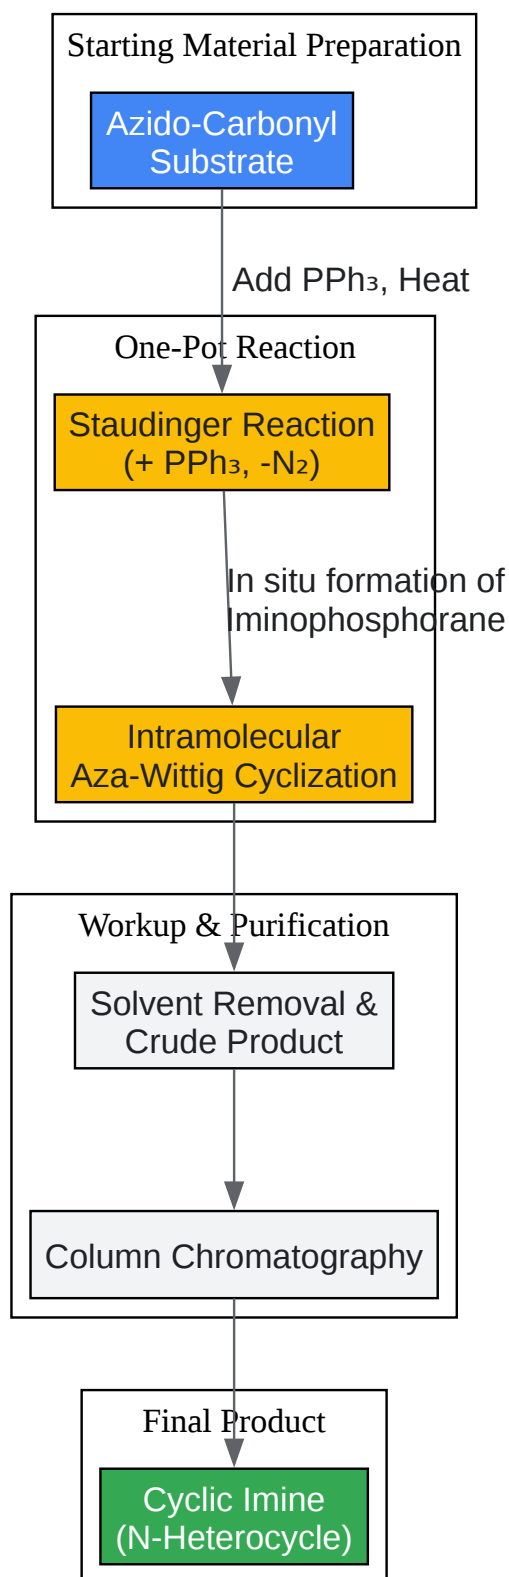 Starting Material Preparation
Azido-Carbonyl
Substrate
Add PPh₃, Heat
One-Pot Reaction
Staudinger Reaction
(+ PPh₃, -N₂)
In situ formation of
Iminophosphorane
Intramolecular
Aza-Wittig Cyclization
Workup & Purification
Solvent Removal &
Crude Product
Column Chromatography
Final Product
Cyclic Imine
(N-Heterocycle)